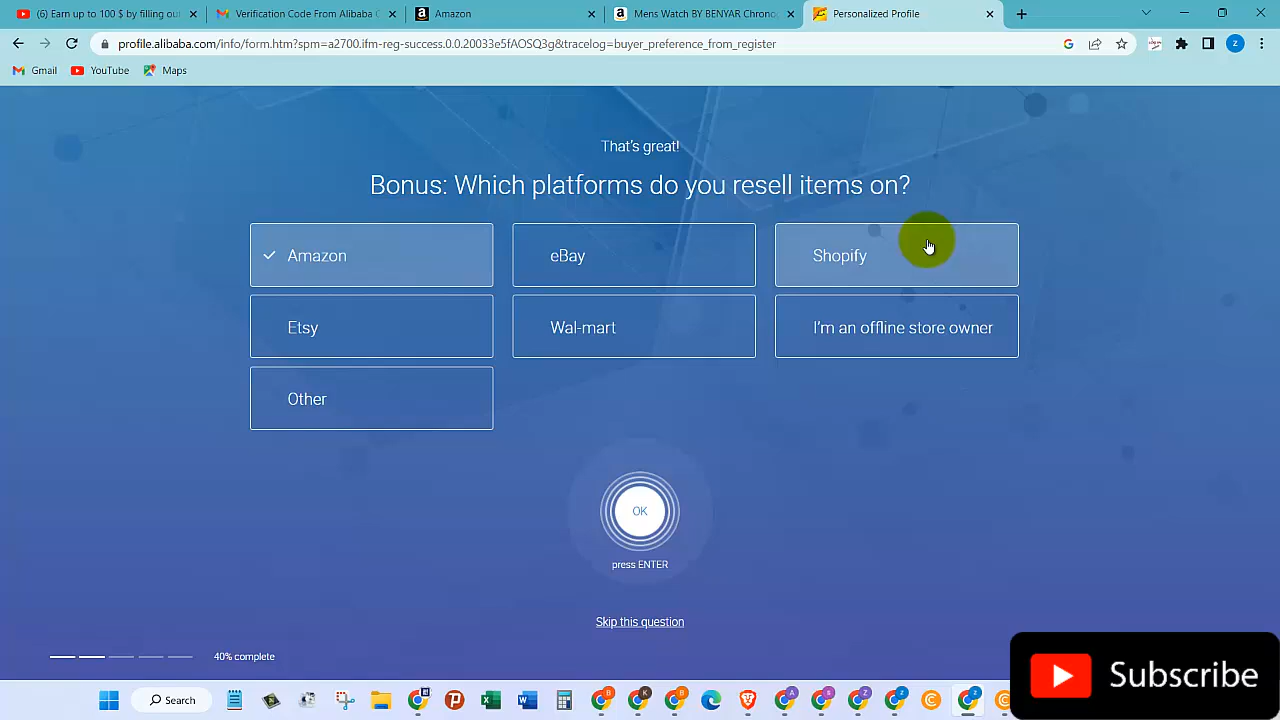 (6) Earn up to 100 $ by filling out
Verification Code From Alibaba C
Amazon
Mens Watch BY BENYAR Chronog
Personalized Profile
profile.alibaba.com/info/form.htm?spm=a2700.ifm-reg-success.0.0.20093e5fAOSQ3g&tracelog=buyer_preference_from_register
Gmail
YouTube
Maps
That's great!
Bonus: Which platforms do you resell items on?
Amazon
eBay
Shopify
Etsy
Wal-mart
I'm an offline store owner
Other
OK
press ENTER
Skip this question
40% complete
Search
Subscribe